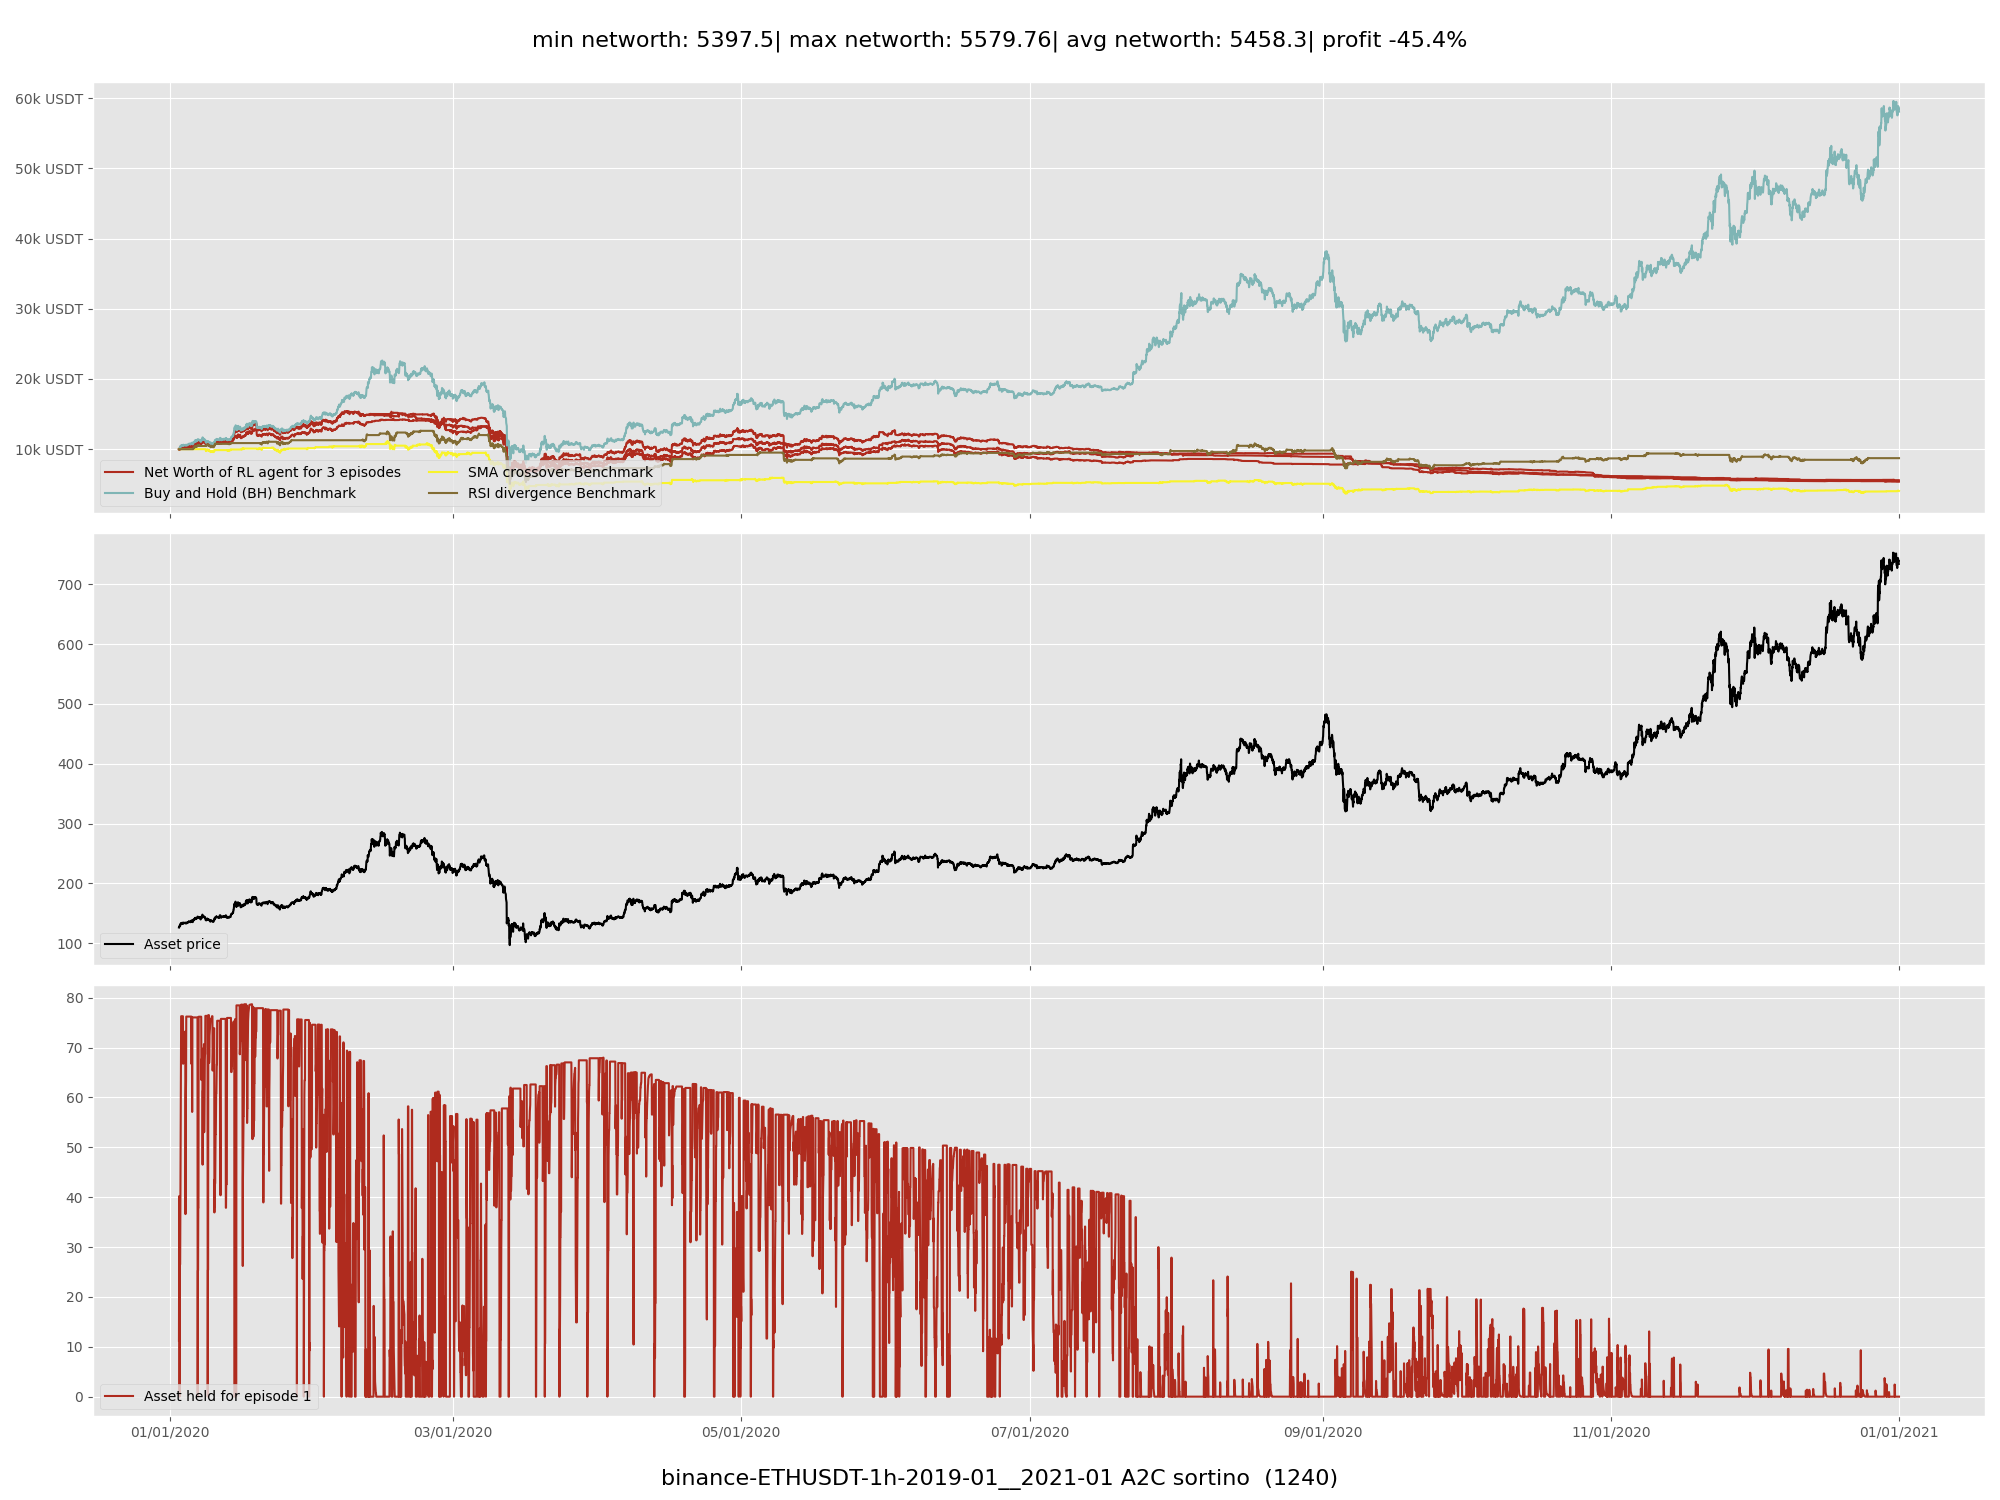 min networth: 5397.5| max networth: 5579.76| avg networth: 5458.3| profit -45.4%
60k USDT
50k USDT
40k USDT
30k USDT
20k USDT
10k USDT
Net Worth of RL agent for 3 episodes
Buy and Hold (BH) Benchmark
SMA crossover Benchmark
RSI divergence Benchmark
700
600
500
400
300
200
100
Asset price
80
70
60
50
40
30
20
10
0
Asset held for episode 1
01/01/2020 03/01/2020 05/01/2020 07/01/2020 09/01/2020 11/01/2020 01/01/2021
binance-ETHUSDT-1h-2019-01__2021-01 A2C sortino (1240)